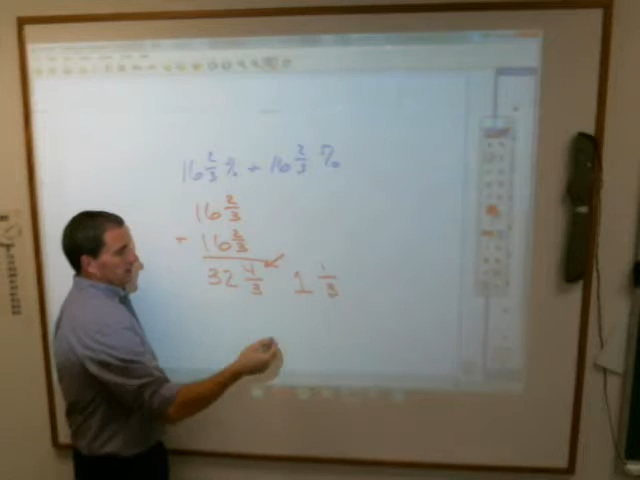 16 2/3 % + 16 2/3 %
16 2/3
+ 16 2/3
32 4/3 1 1/3